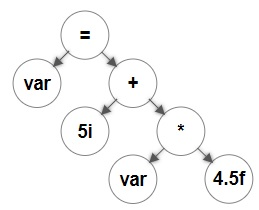 =
var
+
5i
*
var
4.5f